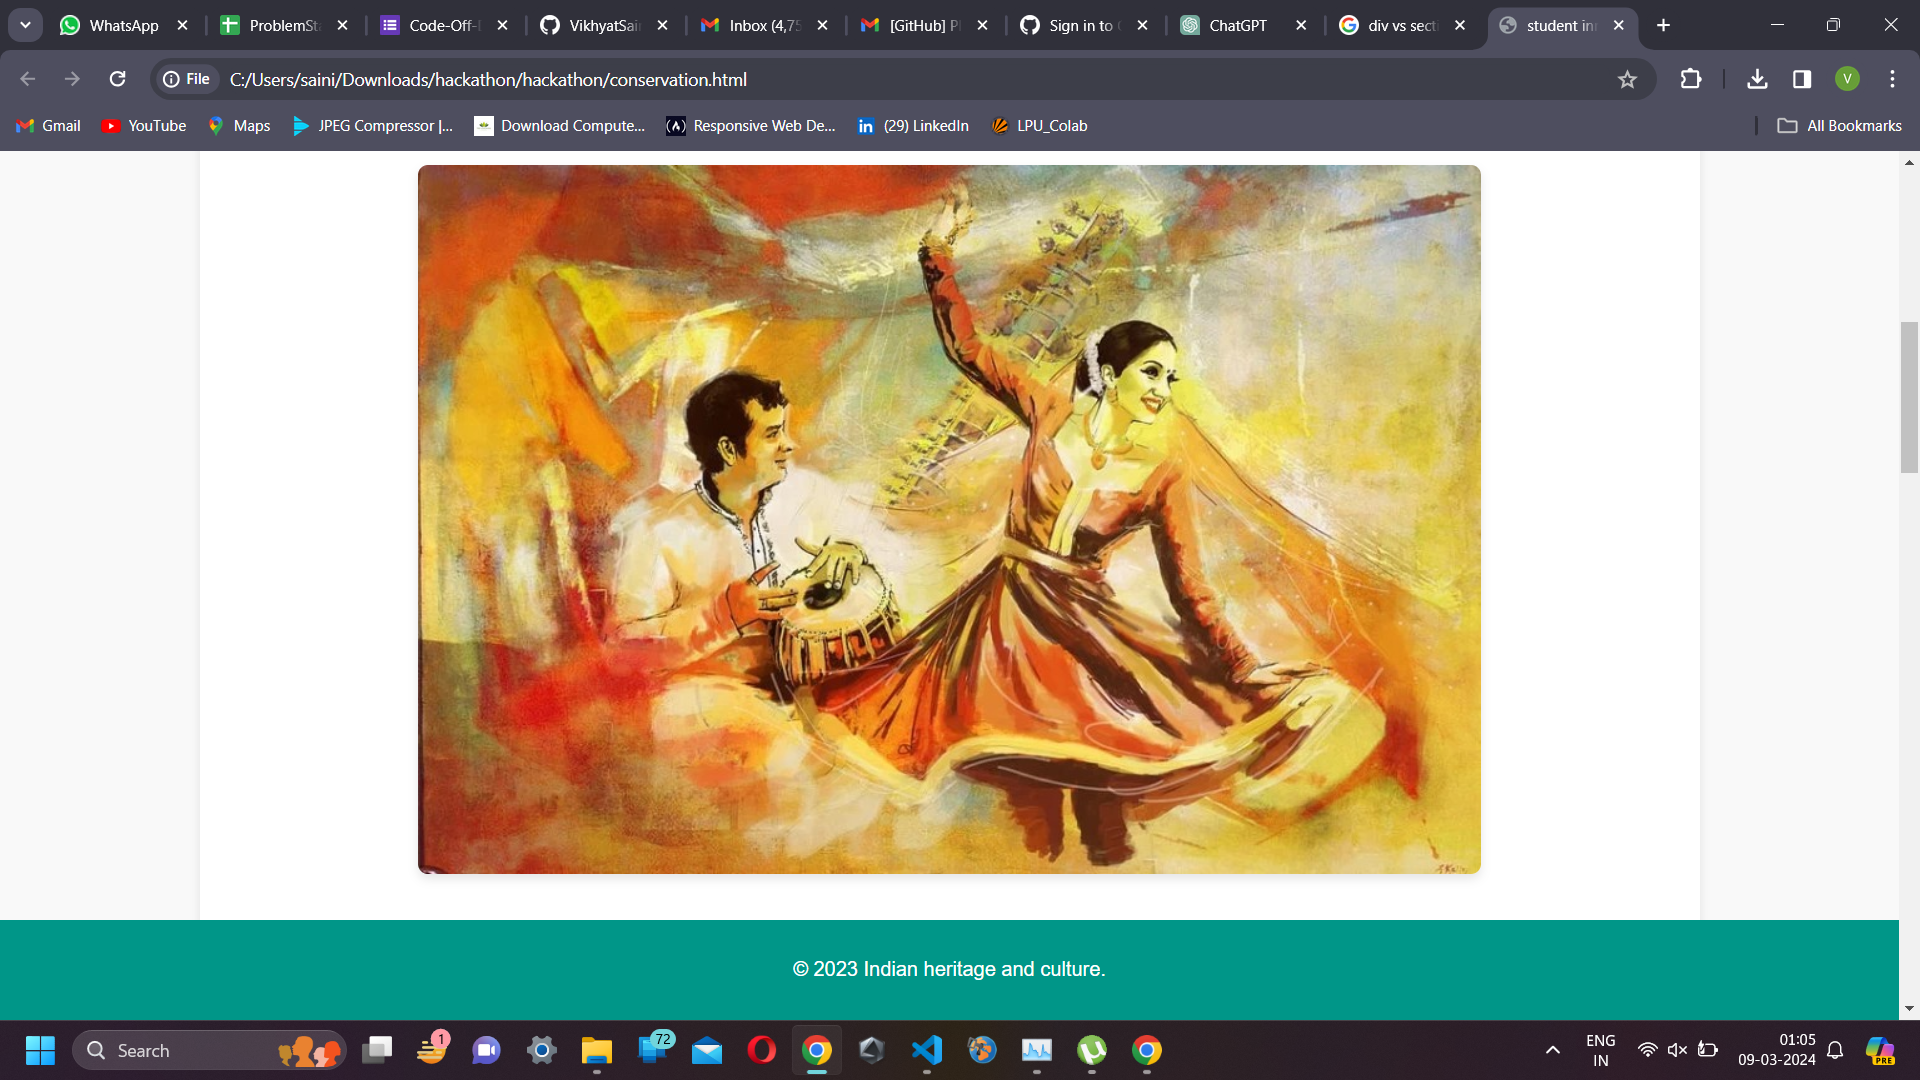 WhatsApp
ProblemSta
Code-Off-
VikhyatSai
Inbox (4,75
[GitHub] P
Sign in to
ChatGPT
div vs sect
student in
File
C:/Users/saini/Downloads/hackathon/hackathon/conservation.html
V
Gmail
YouTube
Maps
JPEG Compressor |...
Download Compute...
Responsive Web De...
(29) LinkedIn
LPU_Colab
All Bookmarks
© 2023 Indian heritage and culture.
Search
1
72
ENG
IN
01:05
09-03-2024
PRE